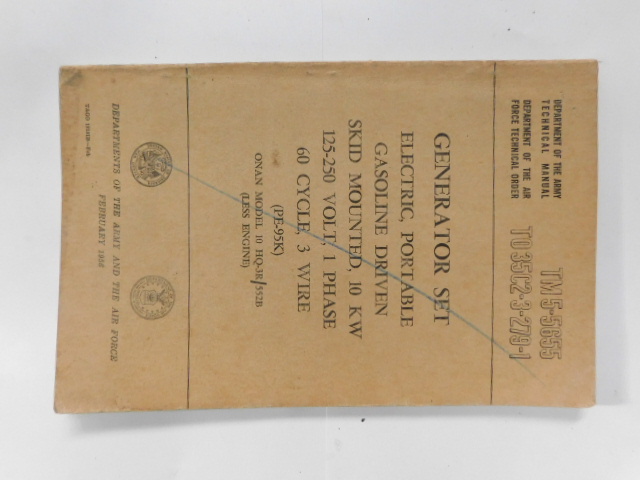 DEPARTMENT OF THE ARMY
TECHNICAL MANUAL
DEPARTMENT OF THE AIR
FORCE TECHNICAL ORDER
TM 5-5655
TO 35C2-3-279-1
GENERATOR SET
ELECTRIC, PORTABLE
GASOLINE DRIVEN
SKID MOUNTED, 10 KW
125-250 VOLT, 1 PHASE
60 CYCLE, 3 WIRE
(PE-95K)
ONAN MODEL 10 HQ-3R/552B
(LESS ENGINE)
DEPARTMENTS OF THE ARMY AND THE AIR FORCE
FEBRUARY 1956
TAGO